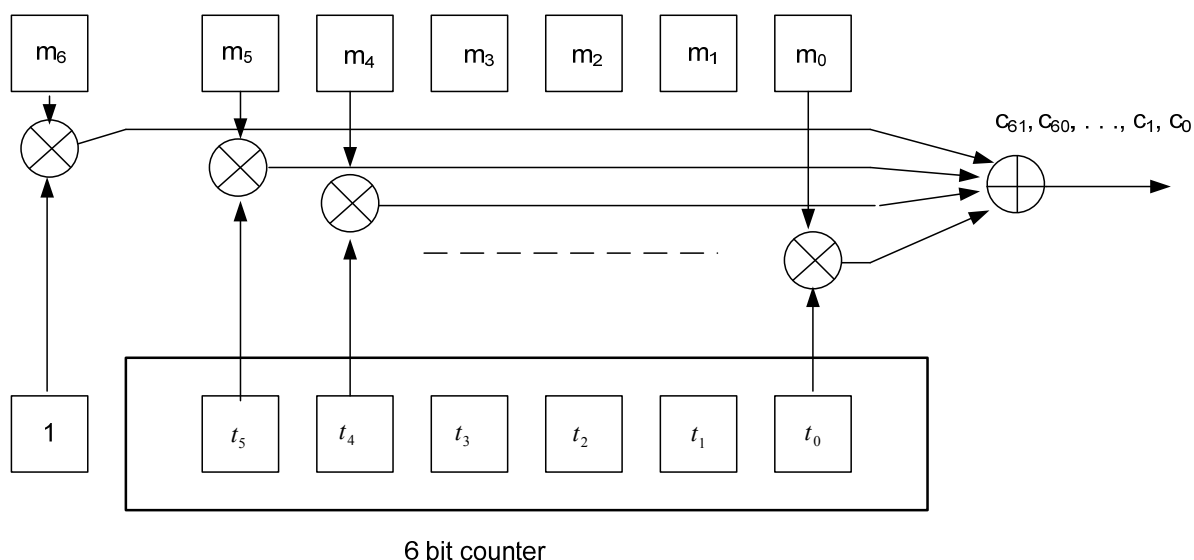 m₆ m₅ m₄ m₃ m₂ m₁ m₀
c₆₁, c₆₀, . . ., c₁, c₀
1 t₅ t₄ t₃ t₂ t₁ t₀
6 bit counter